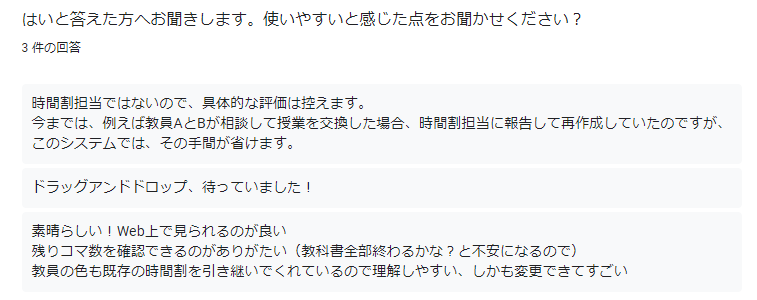 はいと答えた方へお聞きします。使いやすいと感じた点をお聞かせください？
3 件の回答
時間割担当ではないので、具体的な評価は控えます。
今までは、例えば教員AとBが相談して授業を交換した場合、時間割担当に報告して再作成していたのですが、
このシステムでは、その手間が省けます。
ドラッグアンドドロップ、待っていました！
素晴らしい！Web上で見られるのが良い
残りコマ数を確認できるのがありがたい（教科書全部終わるかな？と不安になるので）
教員の色も既存の時間割を引き継いでくれているので理解しやすい、しかも変更できてすごい